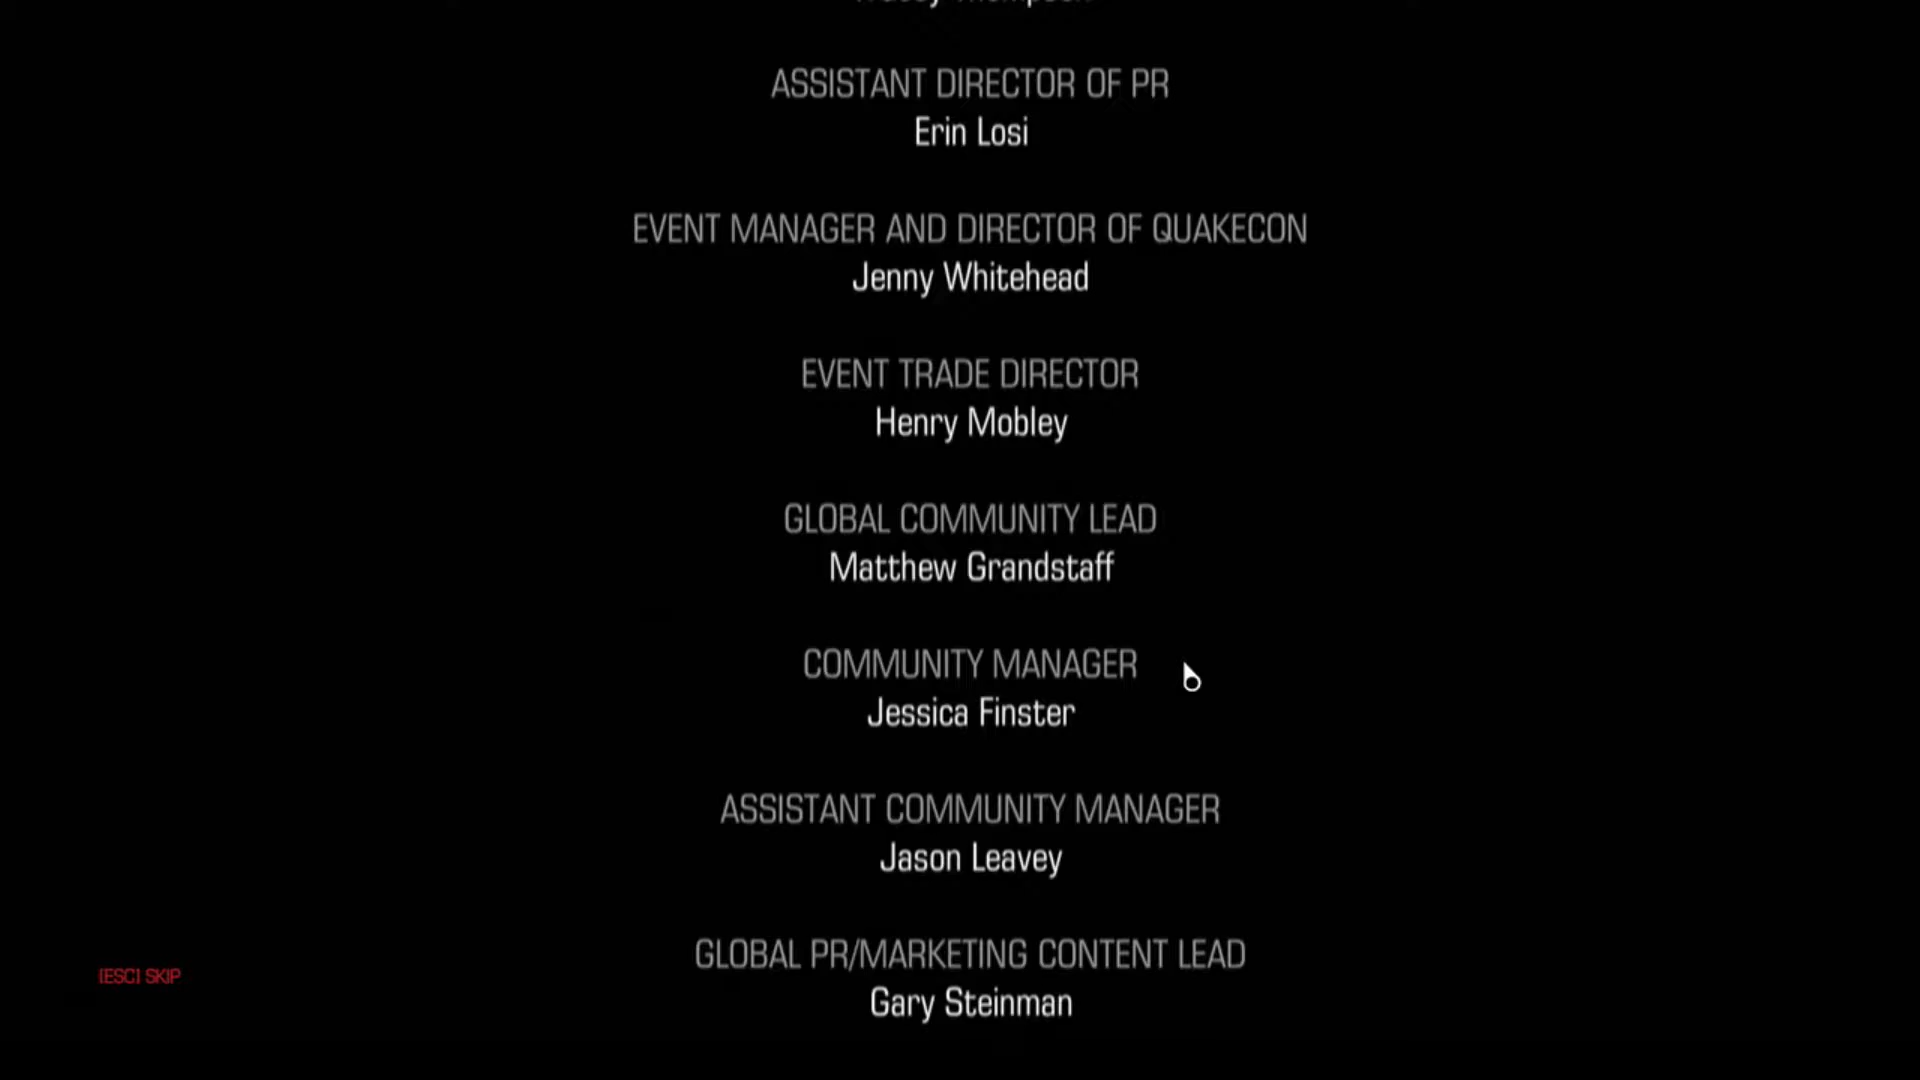 ASSISTANT DIRECTOR OF PR
Erin Losi
EVENT MANAGER AND DIRECTOR OF QUAKECON
Jenny Whitehead
EVENT TRADE DIRECTOR
Henry Mobley
GLOBAL COMMUNITY LEAD
Matthew Grandstaff
COMMUNITY MANAGER
Jessica Finster
ASSISTANT COMMUNITY MANAGER
Jason Leavey
GLOBAL PR/MARKETING CONTENT LEAD
Gary Steinman
[ESC] SKIP